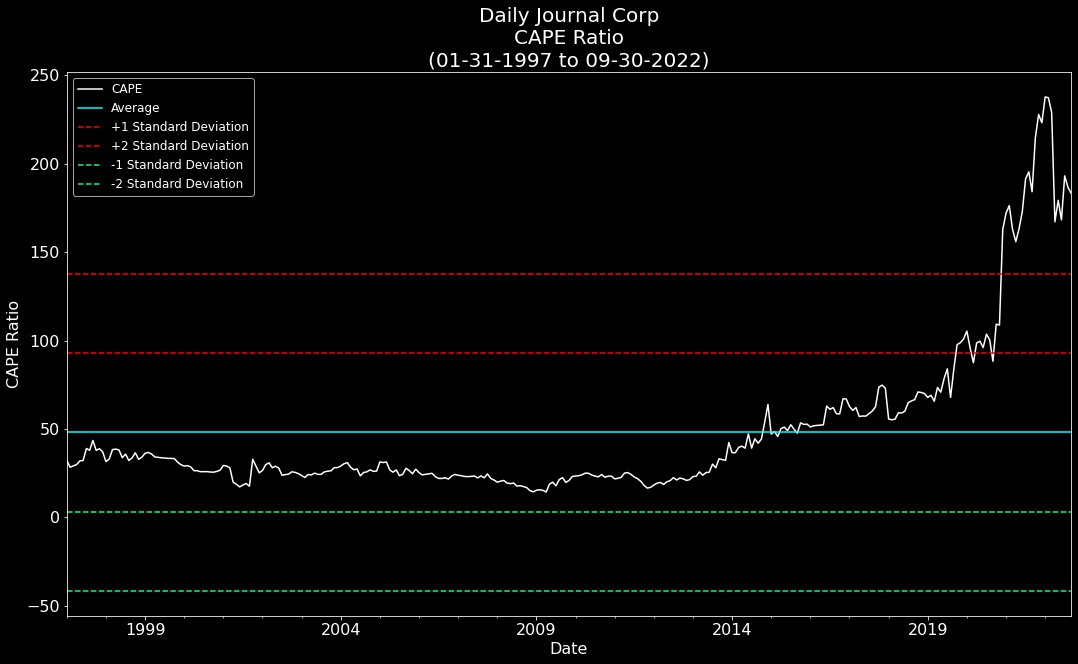 Daily Journal Corp
CAPE Ratio
(01-31-1997 to 09-30-2022)
CAPE
Average
+1 Standard Deviation
+2 Standard Deviation
-1 Standard Deviation
-2 Standard Deviation
250
200
150
100
50
0
−50
CAPE Ratio
1999
2004
2009
2014
2019
Date